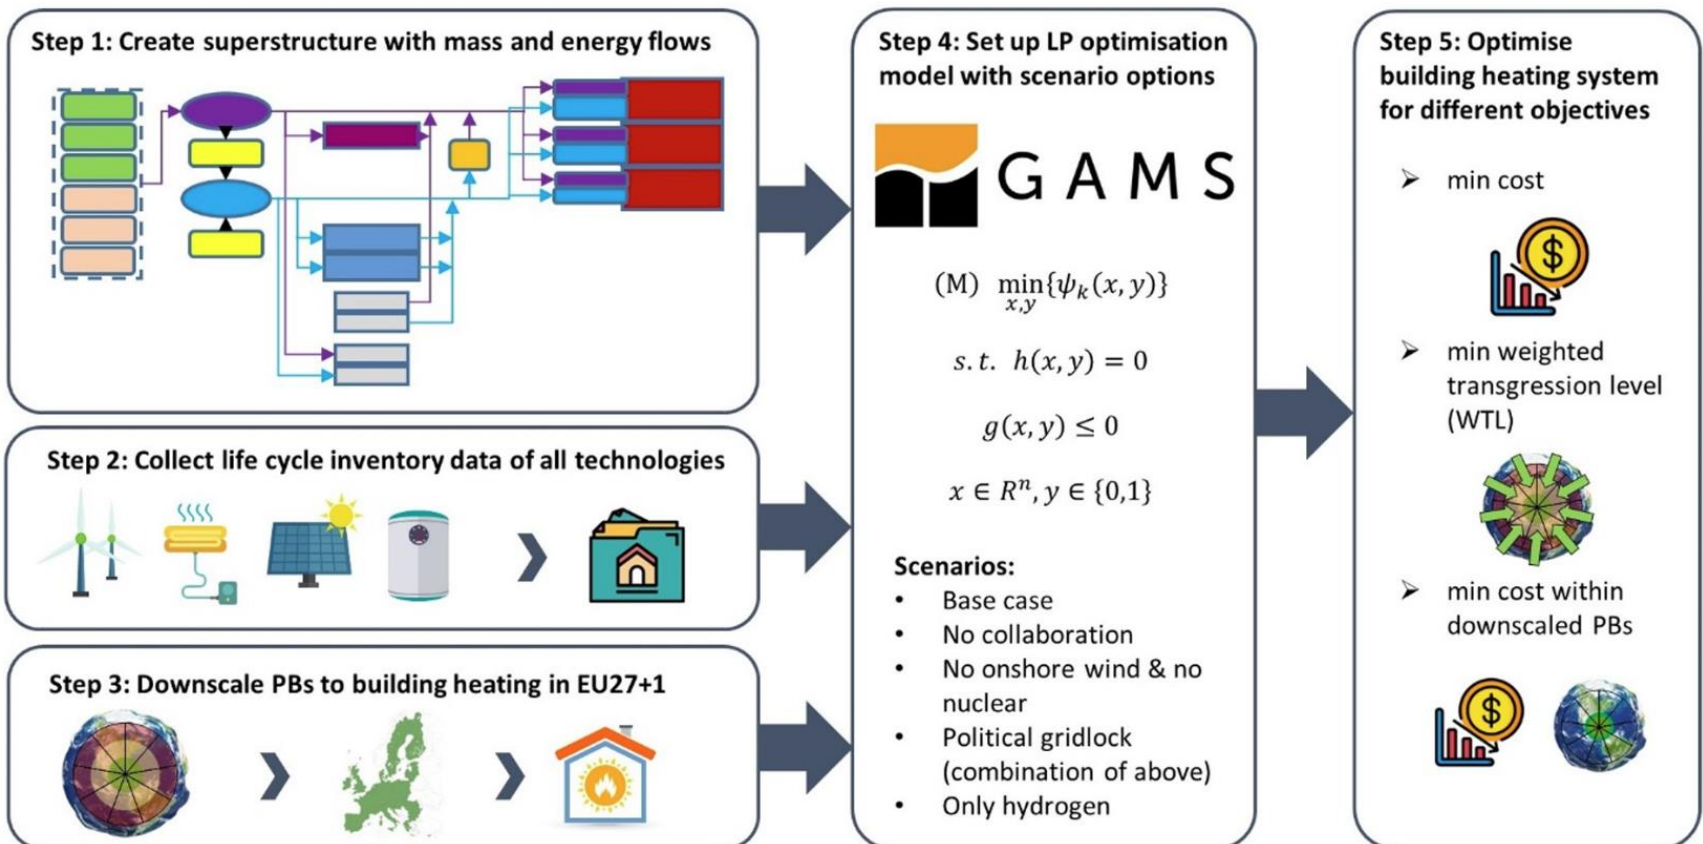 Step 1: Create superstructure with mass and energy flows
Step 2: Collect life cycle inventory data of all technologies
Step 3: Downscale PBs to building heating in EU27+1
Step 4: Set up LP optimisation
model with scenario options
GAMS
(M) min{ψₖ(x, y)}
x,y
s. t. h(x, y) = 0
g(x, y) ≤ 0
x ∈ Rⁿ, y ∈ {0,1}
Scenarios:
• Base case
• No collaboration
• No onshore wind & no
nuclear
• Political gridlock
(combination of above)
• Only hydrogen
Step 5: Optimise
building heating system
for different objectives
➢ min cost
$
➢ min weighted
transgression level
(WTL)
➢ min cost within
downscaled PBs
$